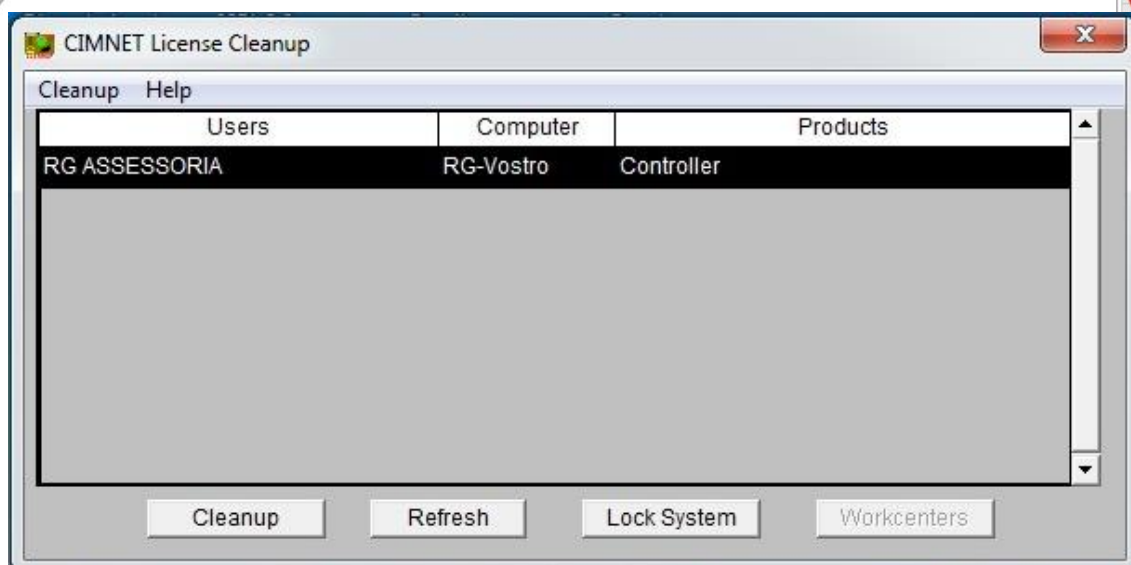 CIMNET License Cleanup
Cleanup Help
Users Computer Products
RG ASSESSORIA RG-Vostro Controller
Cleanup Refresh Lock System Workcenters